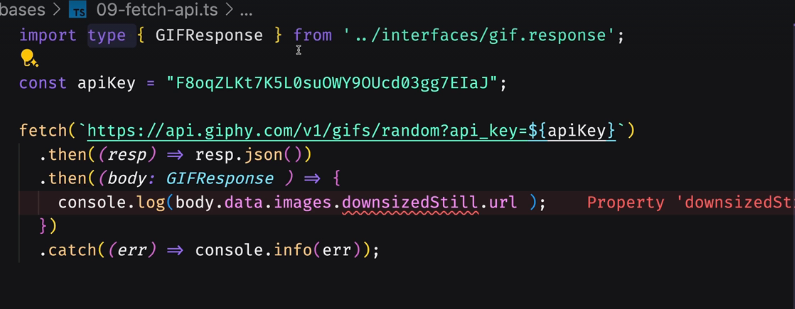 bases > TS 09-fetch-api.ts > ...
import type { GIFResponse } from '../interfaces/gif.response';
const apiKey = "F8oqZLKt7K5L0suOWY9OUcd03gg7EIaJ";
fetch(`https://api.giphy.com/v1/gifs/random?api_key=${apiKey}`)
.then((resp) => resp.json())
.then((body: GIFResponse ) => {
console.log(body.data.images.downsizedStill.url ); Property 'downsizedSt
})
.catch((err) => console.info(err));